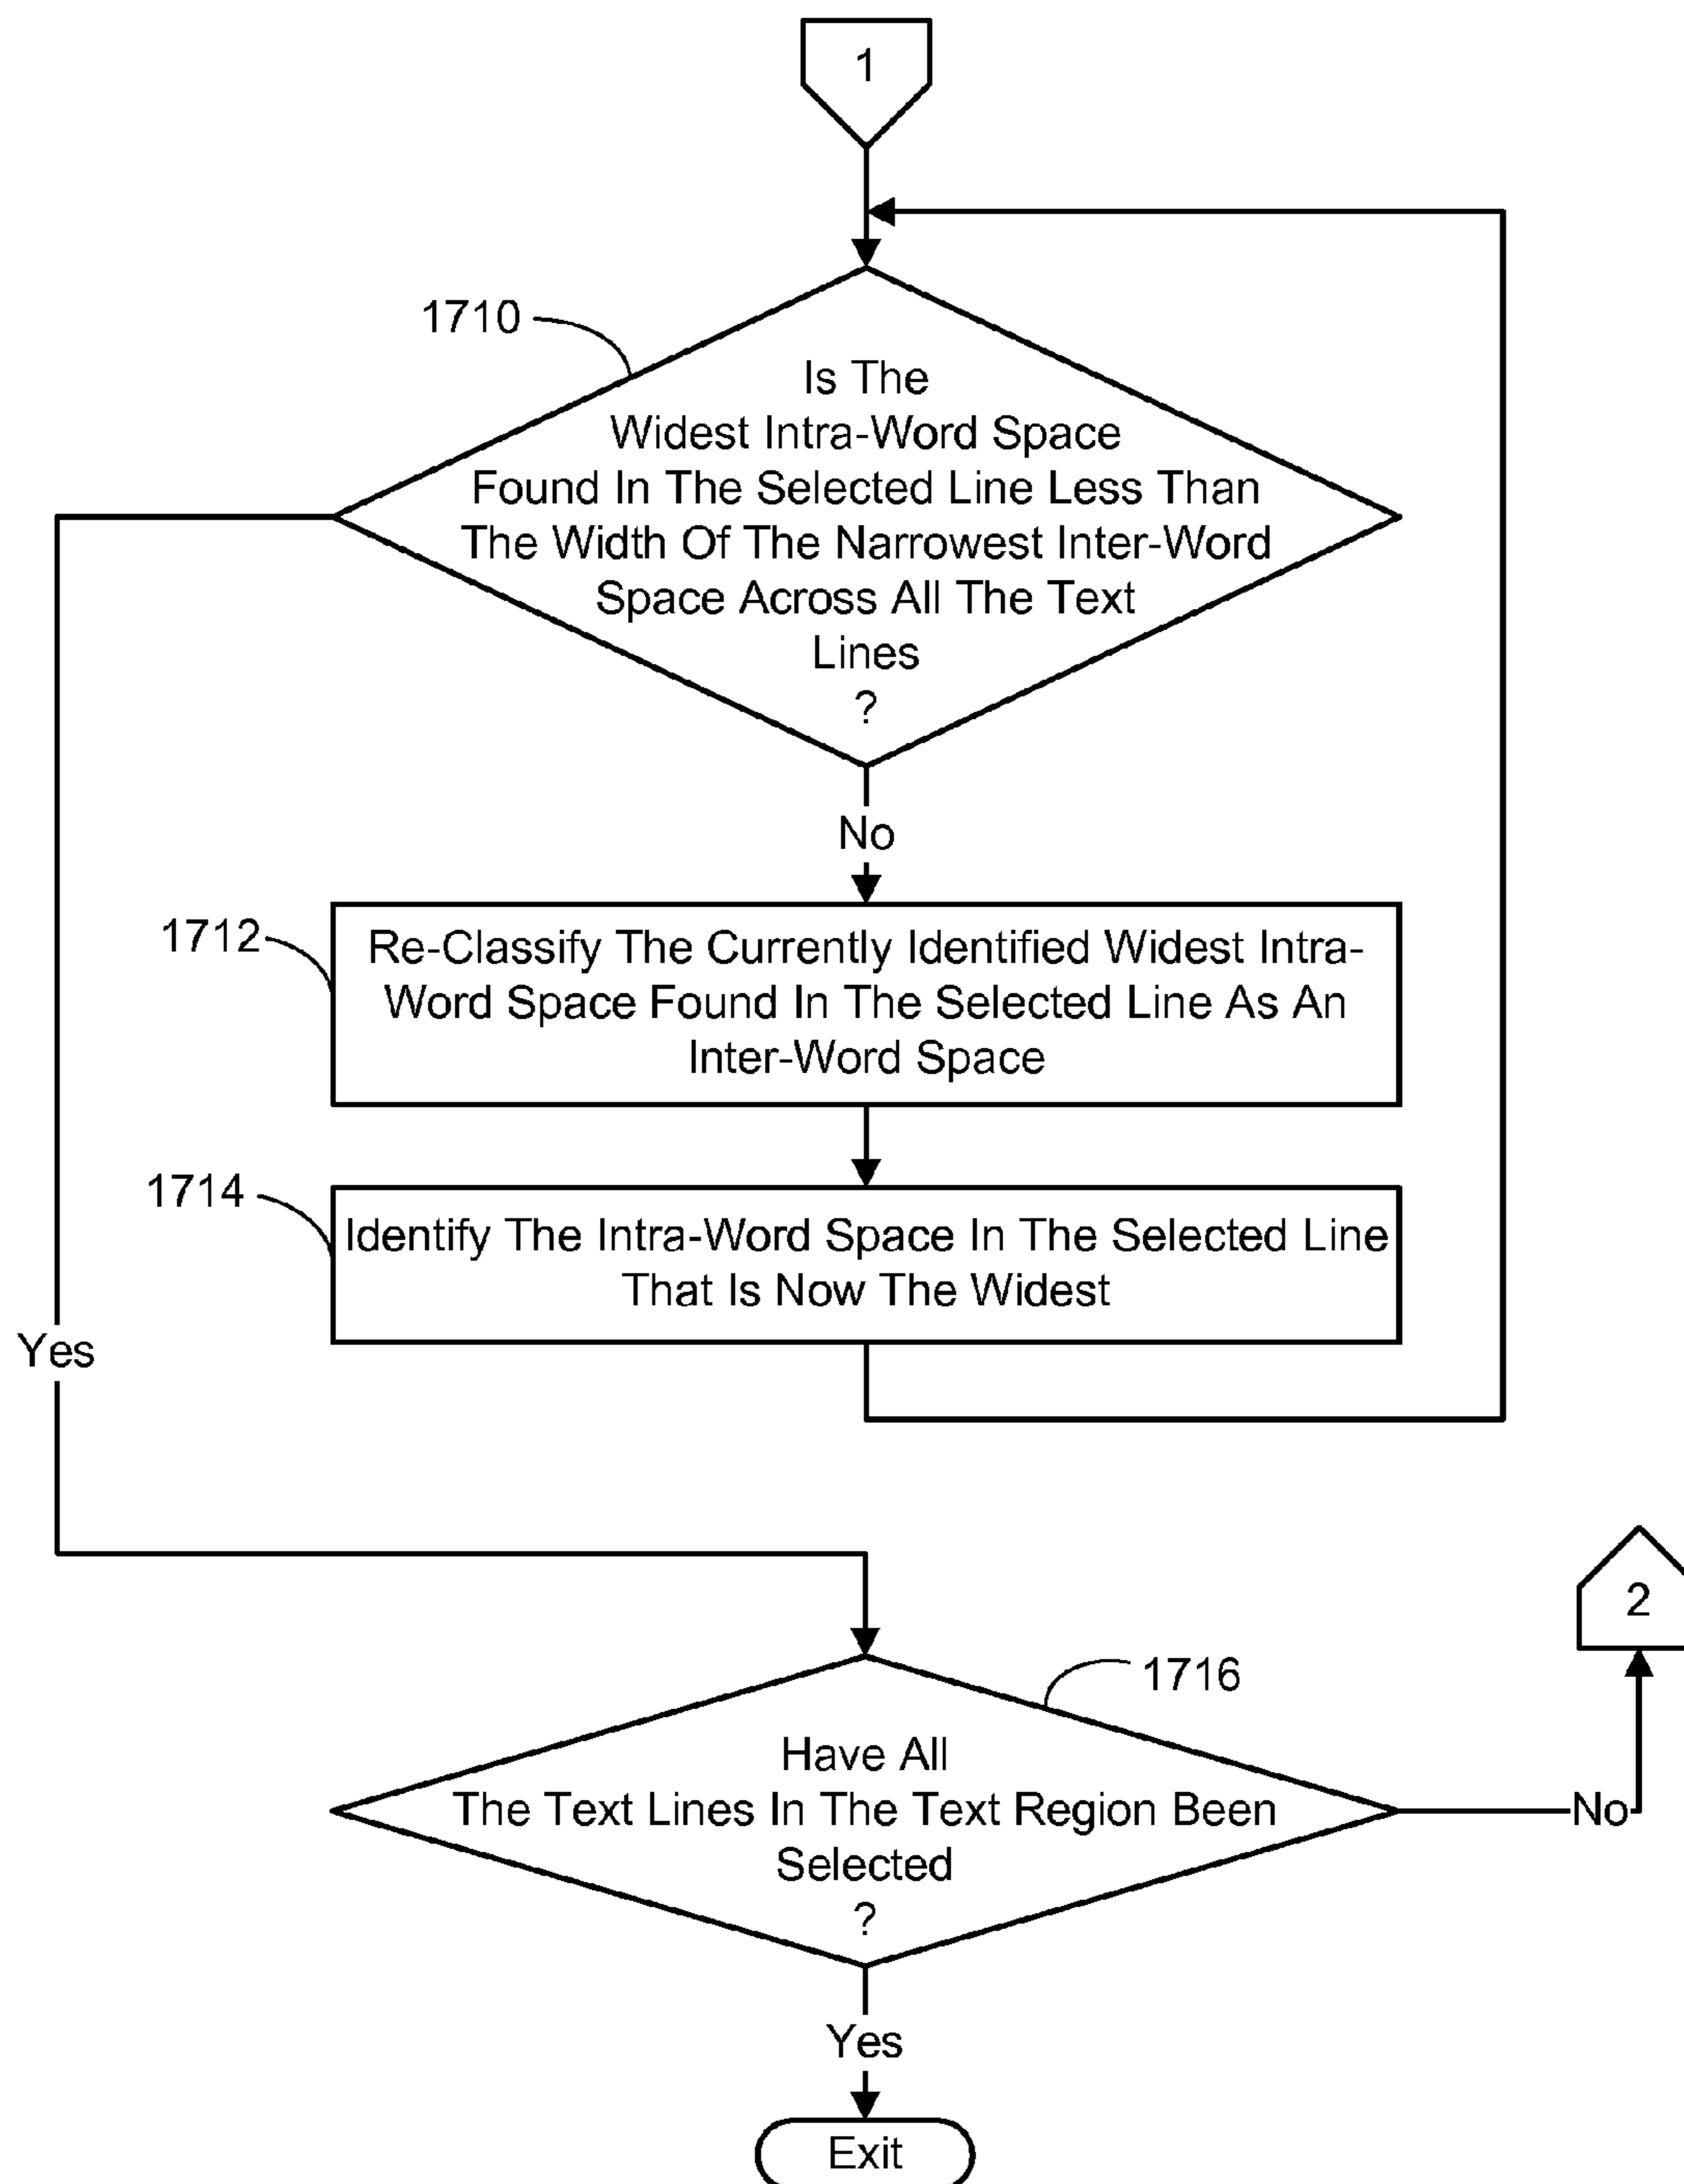 1
1710
Is The
Widest Intra-Word Space
Found In The Selected Line Less Than
The Width Of The Narrowest Inter-Word
Space Across All The Text
Lines
?
No
1712
Re-Classify The Currently Identified Widest Intra-
Word Space Found In The Selected Line As An
Inter-Word Space
1714
Identify The Intra-Word Space In The Selected Line
That Is Now The Widest
Yes
2
1716
Have All
The Text Lines In The Text Region Been
Selected
?
No
Yes
Exit